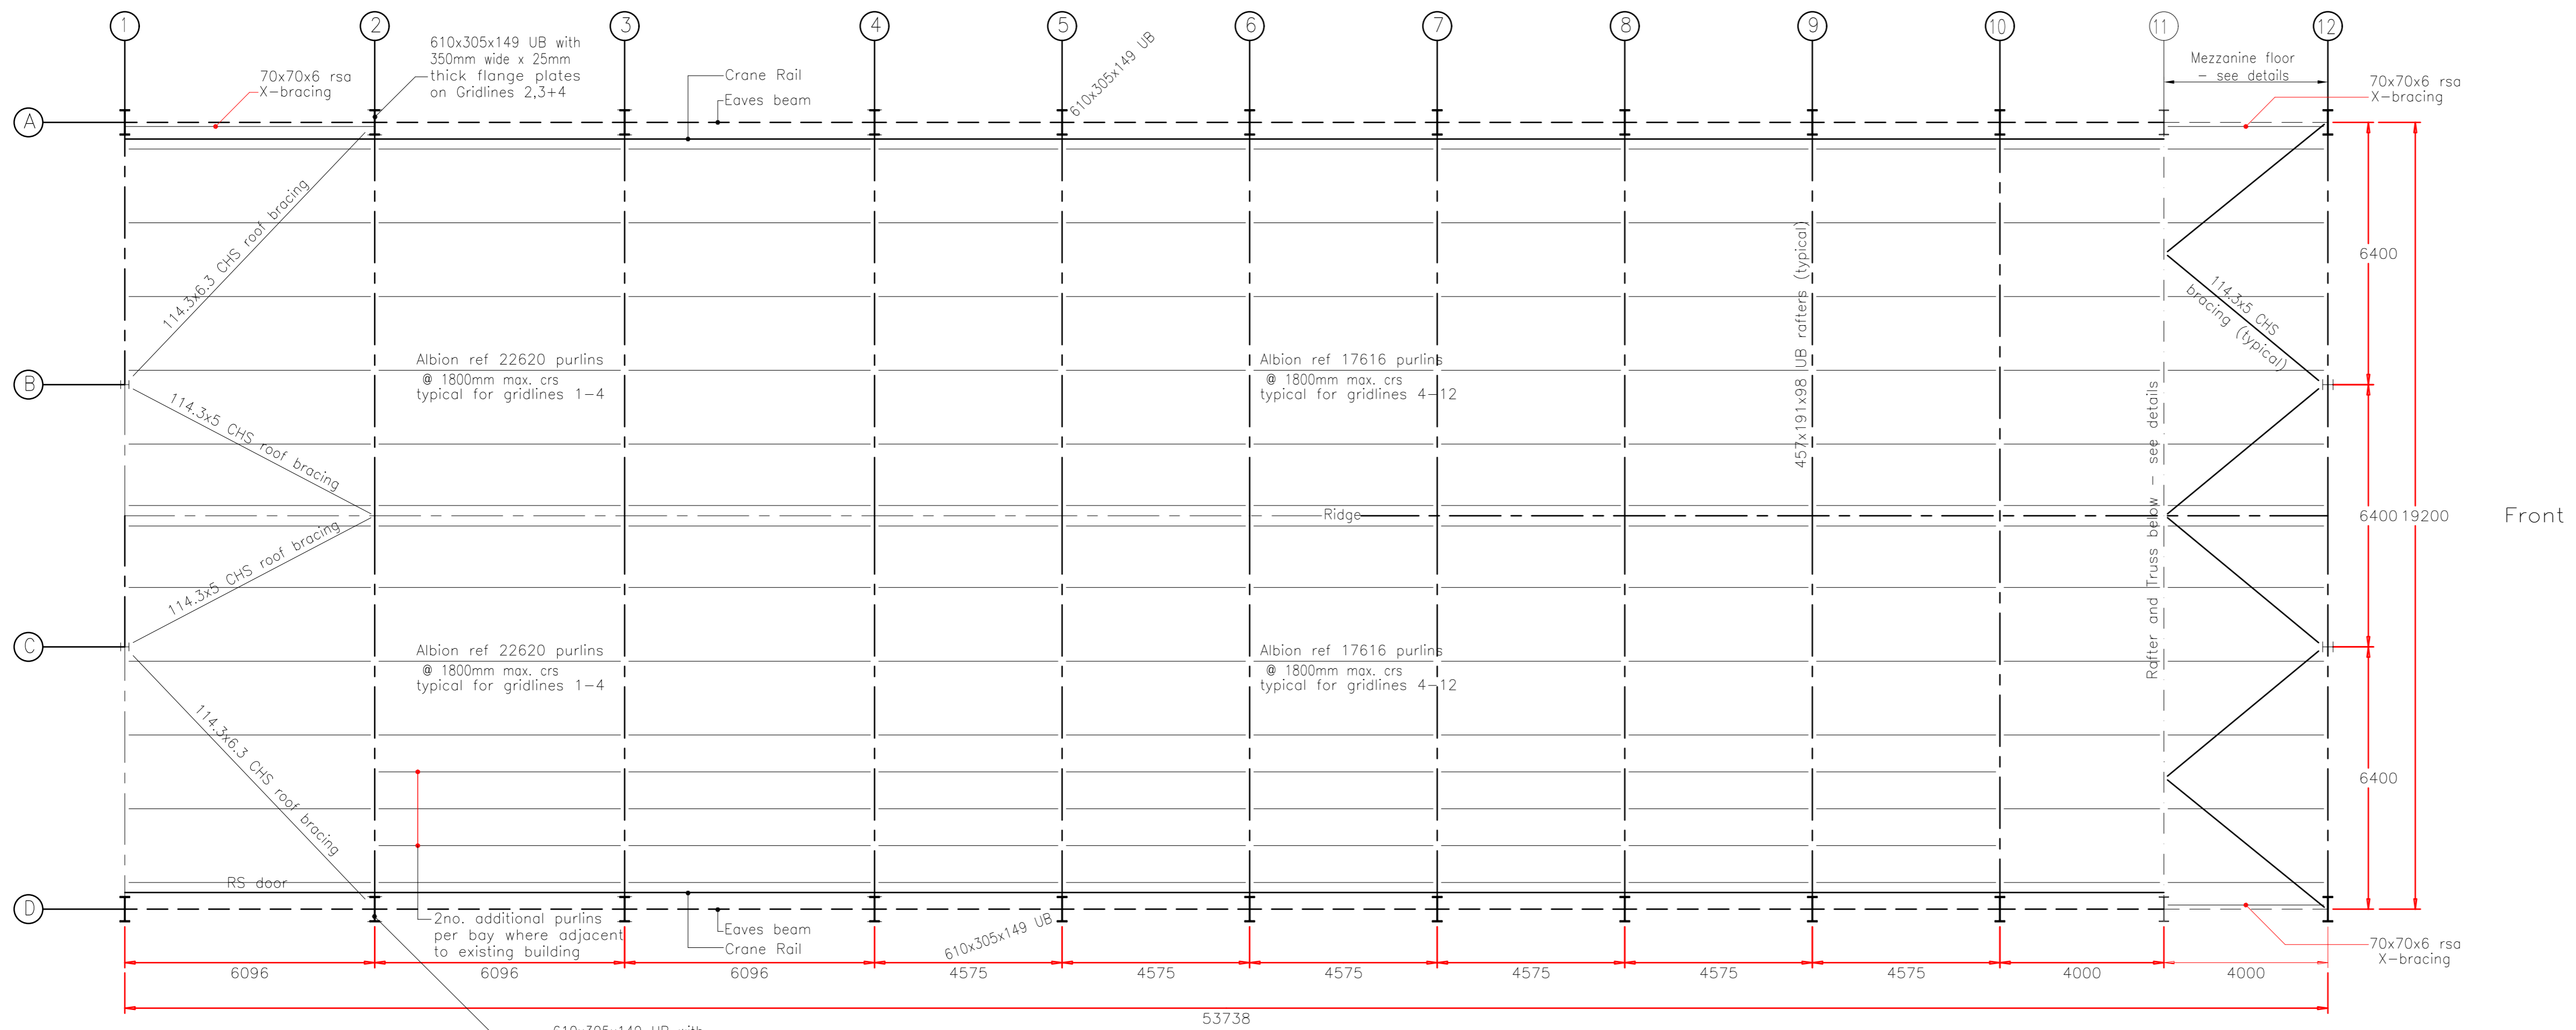 1
2
3
4
5
6
7
8
9
10
11
12
610x305x149 UB with
350mm wide x 25mm
thick flange plates
on Gridlines 2,3+4
70x70x6 rsa
X-bracing
Crane Rail
Eaves beam
610x305x149 UB
Mezzanine floor
- see details
70x70x6 rsa
X-bracing
A
114.3x6.3 CHS roof bracing
457x191x98 UB rafters (typical)
6400
114.3x5 CHS
bracing (typical)
B
Albion ref 22620 purlins
@ 1800mm max. crs
typical for gridlines 1-4
Albion ref 17616 purlins
@ 1800mm max. crs
typical for gridlines 4-12
114.3x5 CHS roof bracing
Rafter and Truss below - see details
Ridge
6400
19200
Front
114.3x5 CHS roof bracing
C
Albion ref 22620 purlins
@ 1800mm max. crs
typical for gridlines 1-4
Albion ref 17616 purlins
@ 1800mm max. crs
typical for gridlines 4-12
114.3x6.3 CHS roof bracing
6400
RS door
D
2no. additional purlins
per bay where adjacent
to existing building
Eaves beam
Crane Rail
610x305x149 UB
70x70x6 rsa
X-bracing
6096
6096
6096
4575
4575
4575
4575
4575
4575
4000
4000
53738
610x305x149 UB with